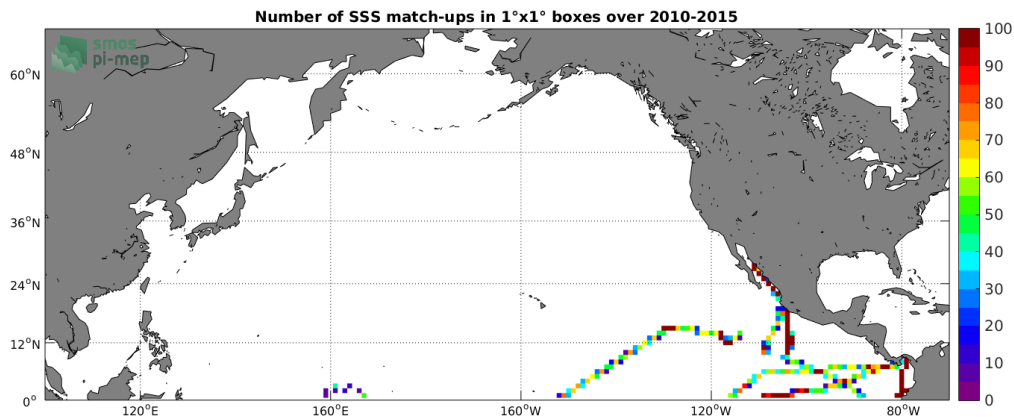 Number of SSS match-ups in 1°x1° boxes over 2010-2015
smos
pi-mep
60°N
48°N
36°N
24°N
12°N
0°
120°E
160°E
160°W
120°W
80°W
100
90
80
70
60
50
40
30
20
10
0